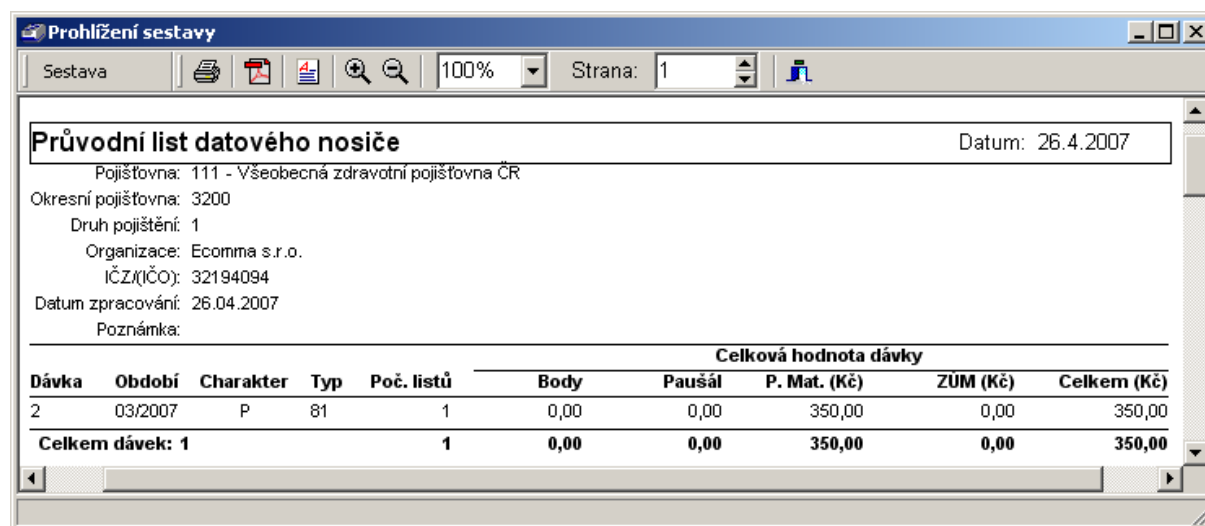 Prohlížení sestavy
Sestava 100% Strana: 1
Průvodní list datového nosiče Datum: 26.4.2007
Pojišťovna: 111 - Všeobecná zdravotní pojišťovna ČR
Okresní pojišťovna: 3200
Druh pojištění: 1
Organizace: Ecomma s.r.o.
IČZ/(IČO): 32194094
Datum zpracování: 26.04.2007
Poznámka:
Celková hodnota dávky
Dávka Období Charakter Typ Poč. listů Body Paušál P. Mat. (Kč) ZÚM (Kč) Celkem (Kč)
2 03/2007 P 81 1 0,00 0,00 350,00 0,00 350,00
Celkem dávek: 1 1 0,00 0,00 350,00 0,00 350,00